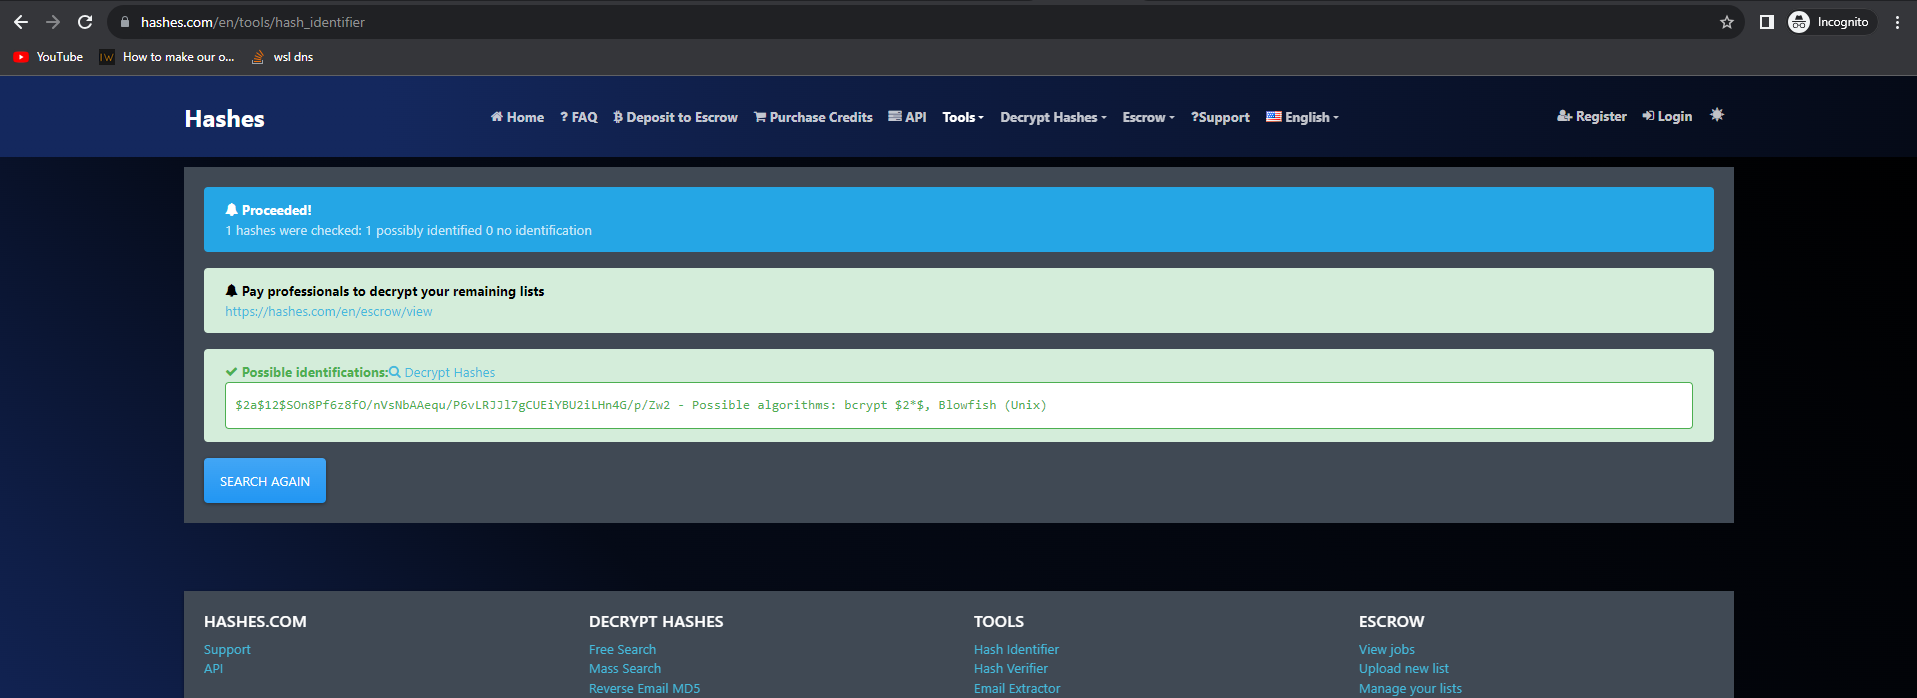 hashes.com/en/tools/hash_identifier
Incognito
YouTube How to make our o... wsl dns
Hashes
Home ? FAQ Deposit to Escrow Purchase Credits API Tools Decrypt Hashes Escrow ?Support English Register Login
Proceeded!
1 hashes were checked: 1 possibly identified 0 no identification
Pay professionals to decrypt your remaining lists
https://hashes.com/en/escrow/view
Possible identifications: Decrypt Hashes
$2a$12$SOn8Pf6z8fO/nVsNbAAequ/P6vLRJJl7gCUEiYBU2iLHn4G/p/Zw2 - Possible algorithms: bcrypt $2*$, Blowfish (Unix)
SEARCH AGAIN
HASHES.COM
Support
API
DECRYPT HASHES
Free Search
Mass Search
Reverse Email MD5
TOOLS
Hash Identifier
Hash Verifier
Email Extractor
ESCROW
View jobs
Upload new list
Manage your lists